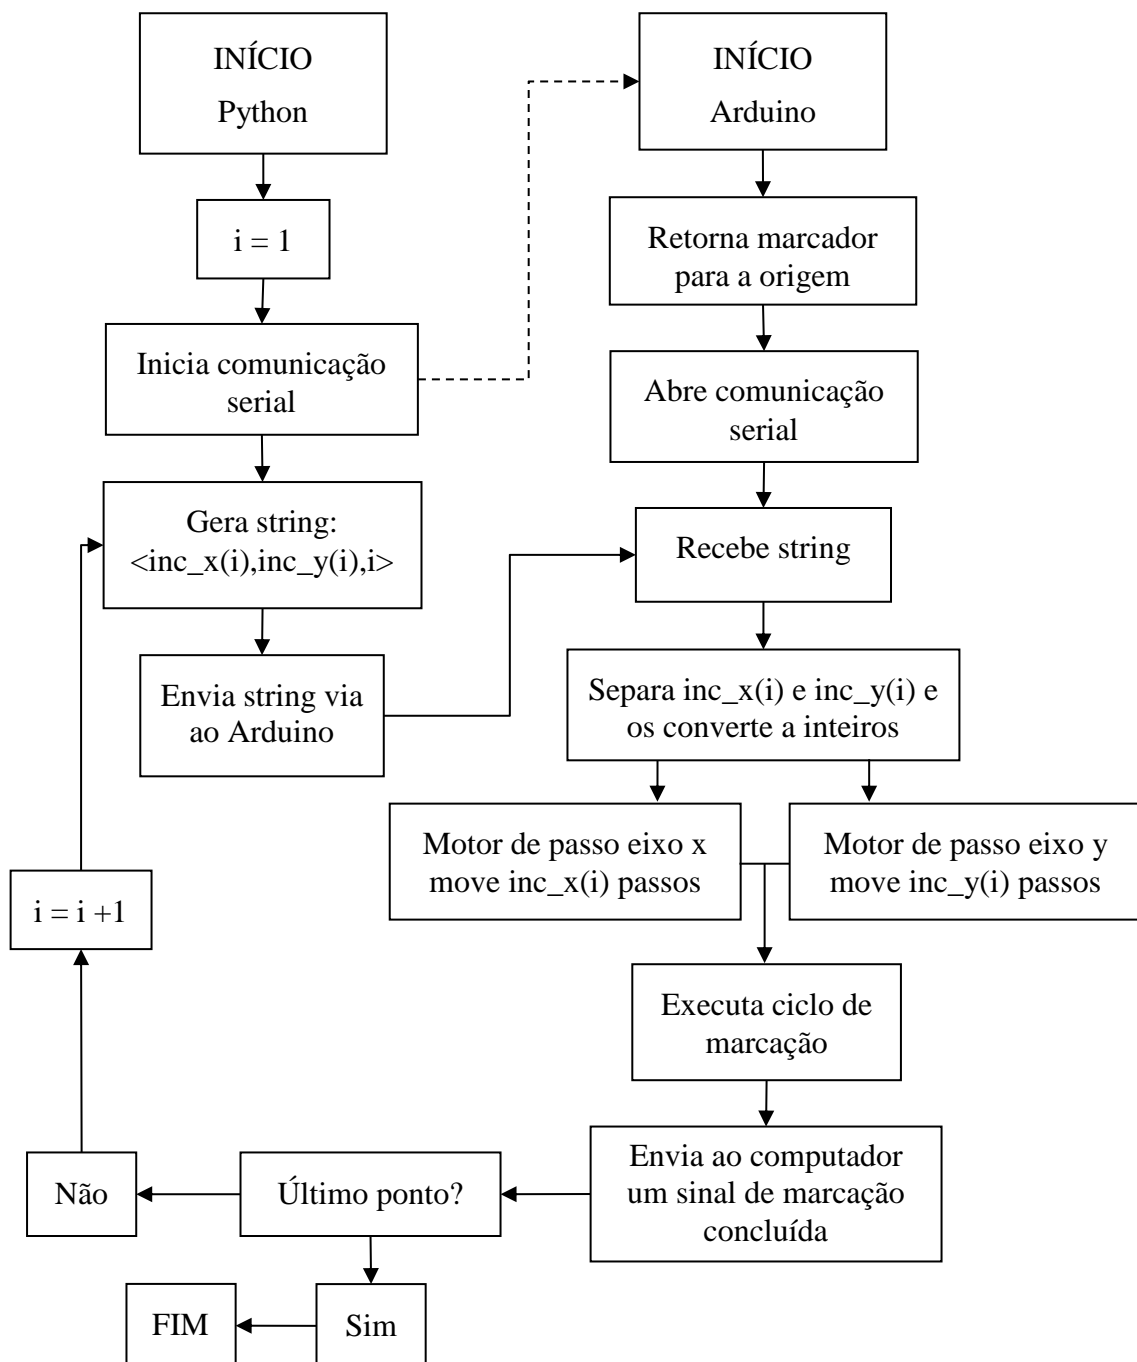 INÍCIO
Python
i = 1
Inicia comunicação
serial
Gera string:
<inc_x(i),inc_y(i),i>
Envia string via
ao Arduino
INÍCIO
Arduino
Retorna marcador
para a origem
Abre comunicação
serial
Recebe string
Separa inc_x(i) e inc_y(i) e
os converte a inteiros
Motor de passo eixo x
move inc_x(i) passos
Motor de passo eixo y
move inc_y(i) passos
Executa ciclo de
marcação
Envia ao computador
um sinal de marcação
concluída
Último ponto?
Não
i = i +1
Sim
FIM